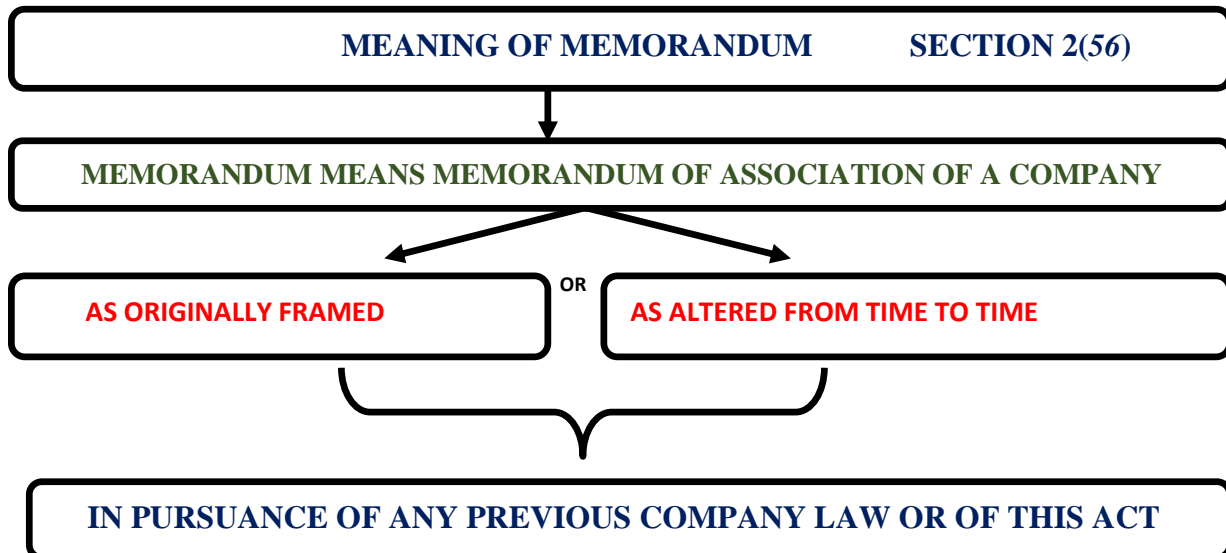 MEANING OF MEMORANDUM SECTION 2(56)
MEMORANDUM MEANS MEMORANDUM OF ASSOCIATION OF A COMPANY
AS ORIGINALLY FRAMED
OR
AS ALTERED FROM TIME TO TIME
IN PURSUANCE OF ANY PREVIOUS COMPANY LAW OR OF THIS ACT